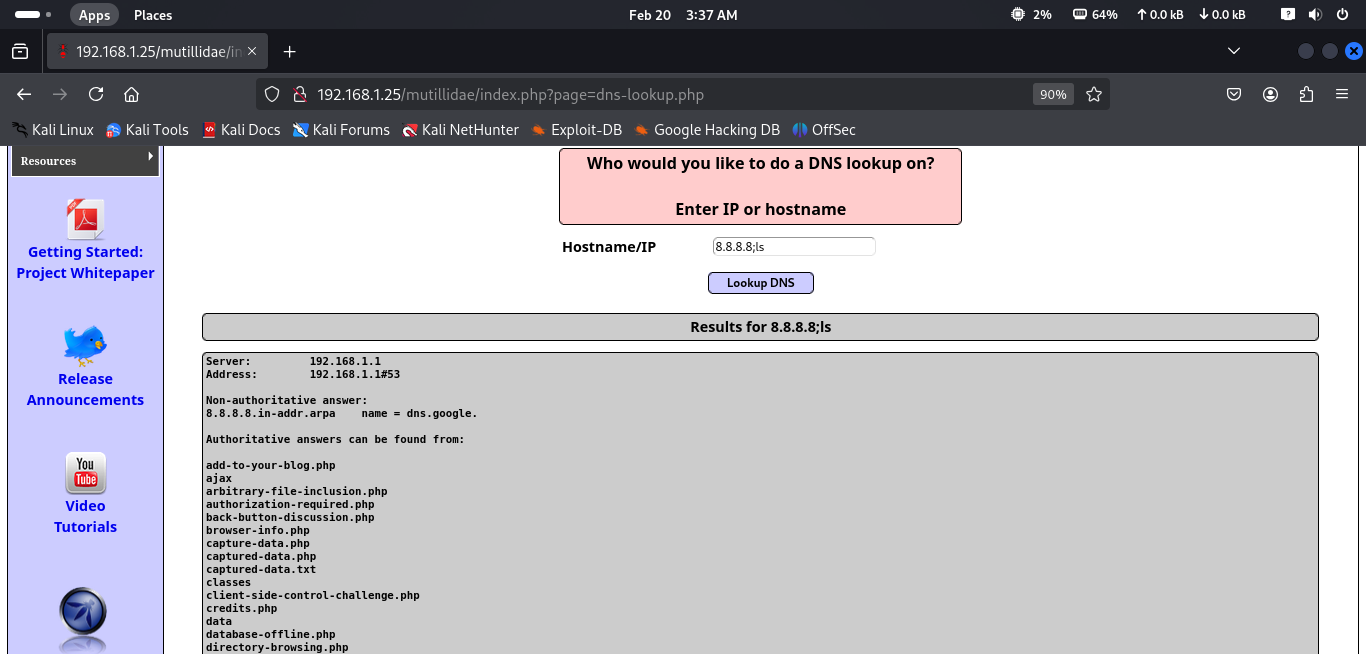 Apps Places Feb 20 3:37 AM 2% 64% 0.0 kB 0.0 kB
192.168.1.25/mutillidae/in
192.168.1.25/mutillidae/index.php?page=dns-lookup.php 90%
Kali Linux Kali Tools Kali Docs Kali Forums Kali NetHunter Exploit-DB Google Hacking DB OffSec
Resources
Getting Started:
Project Whitepaper
Release
Announcements
You
Tube
Video
Tutorials
Who would you like to do a DNS lookup on?
Enter IP or hostname
Hostname/IP 8.8.8.8;ls
Lookup DNS
Results for 8.8.8.8;ls
Server: 192.168.1.1
Address: 192.168.1.1#53
Non-authoritative answer:
8.8.8.8.in-addr.arpa name = dns.google.
Authoritative answers can be found from:
add-to-your-blog.php
ajax
arbitrary-file-inclusion.php
authorization-required.php
back-button-discussion.php
browser-info.php
capture-data.php
captured-data.php
captured-data.txt
classes
client-side-control-challenge.php
credits.php
data
database-offline.php
directory-browsing.php